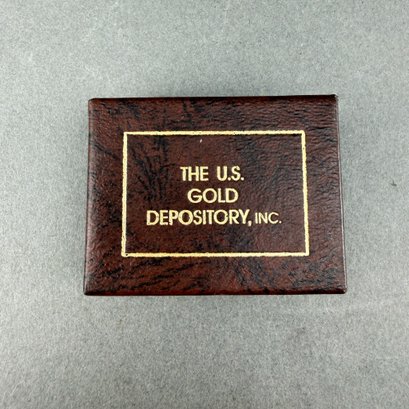 THE U.S.
GOLD
DEPOSITORY, INC.